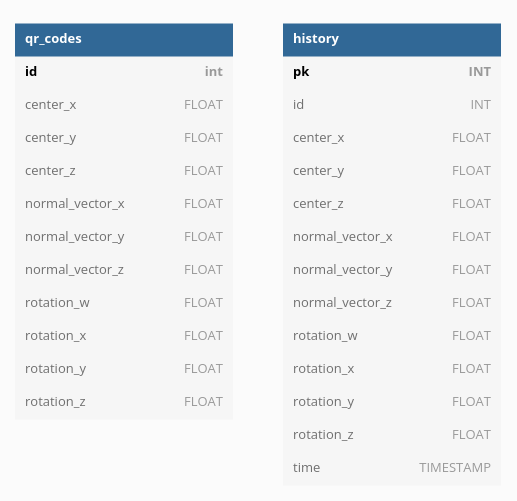 qr_codes
id int
center_x FLOAT
center_y FLOAT
center_z FLOAT
normal_vector_x FLOAT
normal_vector_y FLOAT
normal_vector_z FLOAT
rotation_w FLOAT
rotation_x FLOAT
rotation_y FLOAT
rotation_z FLOAT
history
pk INT
id INT
center_x FLOAT
center_y FLOAT
center_z FLOAT
normal_vector_x FLOAT
normal_vector_y FLOAT
normal_vector_z FLOAT
rotation_w FLOAT
rotation_x FLOAT
rotation_y FLOAT
rotation_z FLOAT
time TIMESTAMP